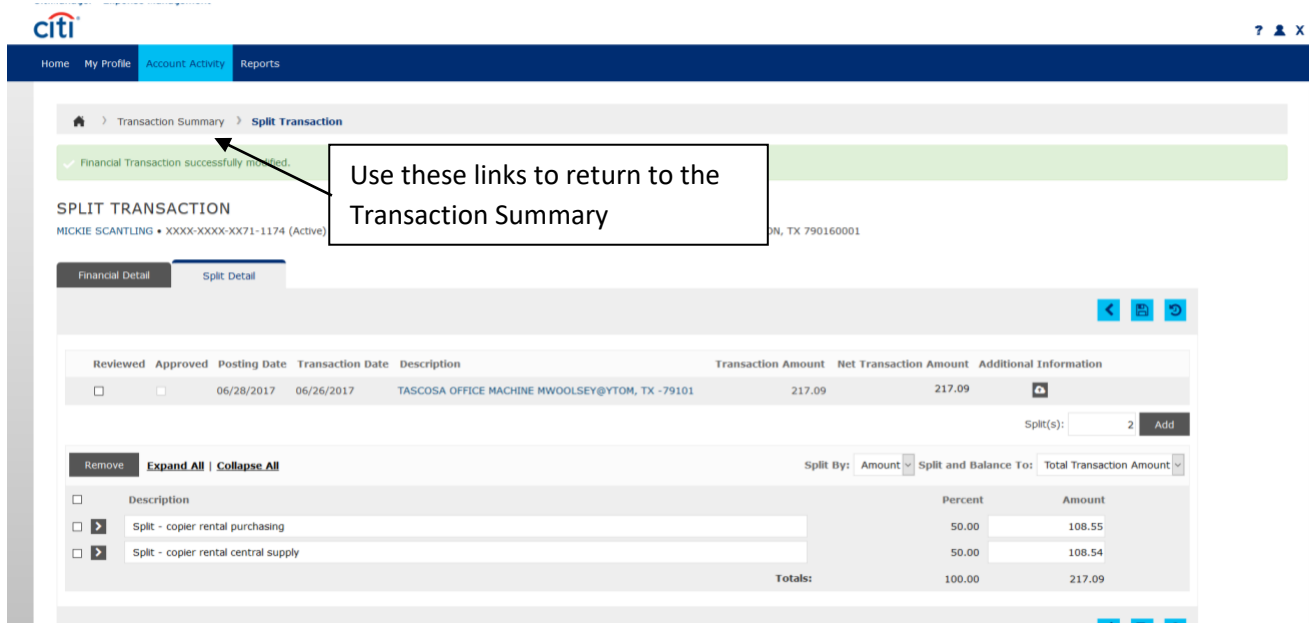 citi
? X
Home My Profile Account Activity Reports
> Transaction Summary > Split Transaction
Financial Transaction successfully modified.
Use these links to return to the
Transaction Summary
SPLIT TRANSACTION
MICKIE SCANTLING • XXXX-XXXX-XX71-1174 (Active) ON, TX 790160001
Financial Detail Split Detail
Reviewed Approved Posting Date Transaction Date Description Transaction Amount Net Transaction Amount Additional Information
06/28/2017 06/26/2017 TASCOSA OFFICE MACHINE MWOOLSEY@YTOM, TX -79101 217.09 217.09
Split(s): 2 Add
Remove Expand All | Collapse All Split By: Amount Split and Balance To: Total Transaction Amount
Description Percent Amount
Split - copier rental purchasing 50.00 108.55
Split - copier rental central supply 50.00 108.54
Totals: 100.00 217.09